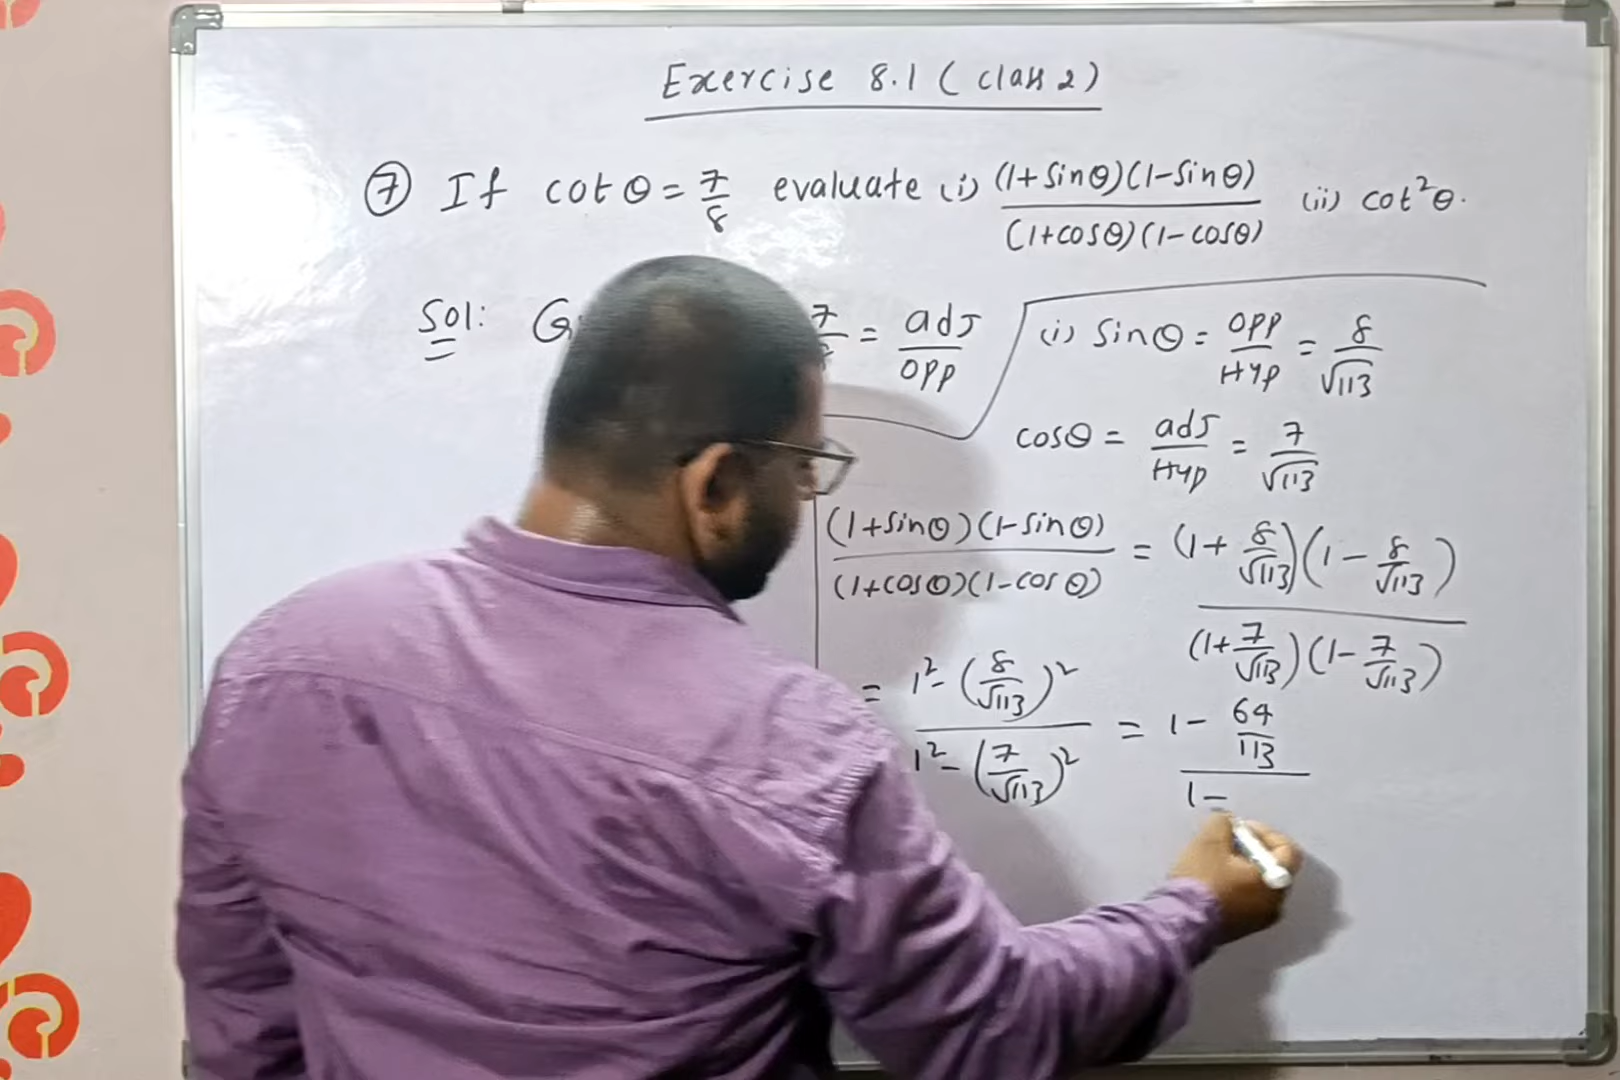 Exercise 8.1 ( class 2)
⑦ If cot θ = 7/8 evaluate (i) (1+sinθ)(1-sinθ)/(1+cosθ)(1-cosθ) (ii) cot²θ.
Sol: G 7/ = adj/opp
(i) sinθ = opp/Hyp = 8/√113
cosθ = adj/Hyp = 7/√113
(1+sinθ)(1-sinθ)/(1+cosθ)(1-cosθ) = (1+8/√113)(1-8/√113)/(1+7/√113)(1-7/√113)
= 1²-(8/√113)²/1²-(7/√113)² = 1-64/113/1-